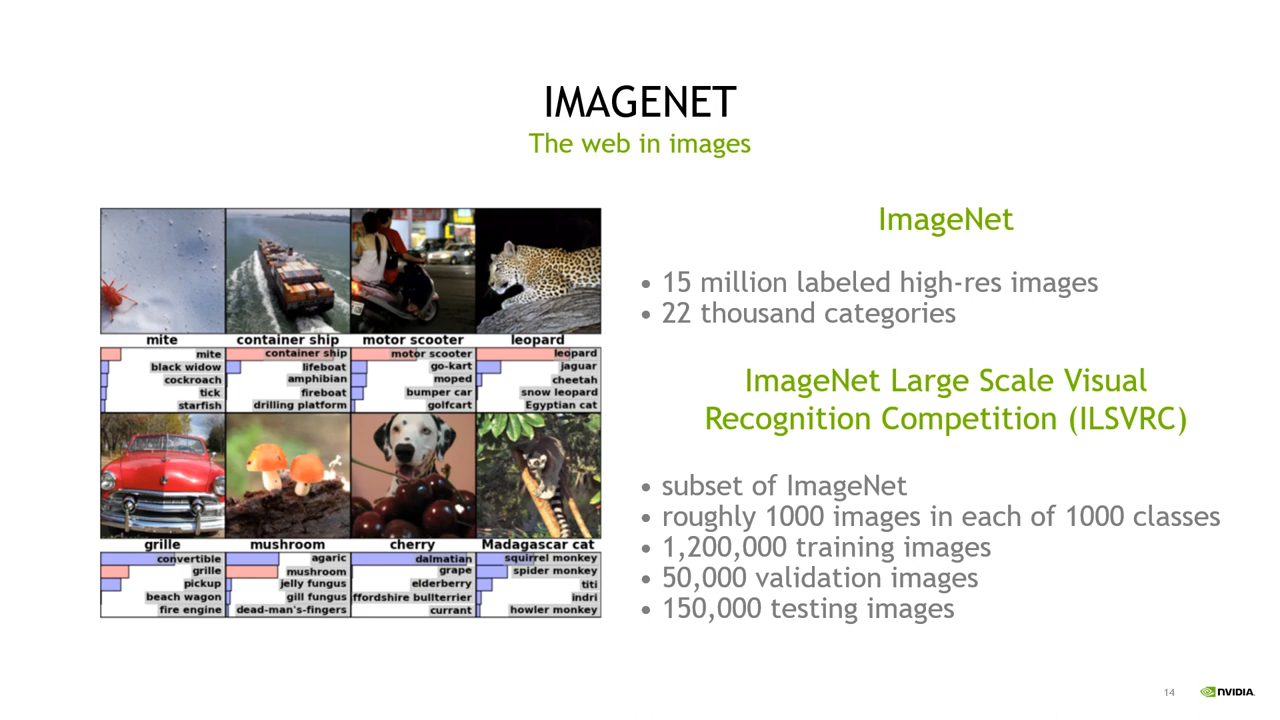 IMAGENET
The web in images
mite
container ship
motor scooter
leopard
mite
black widow
cockroach
tick
starfish
container ship
lifeboat
amphibian
fireboat
drilling platform
motor scooter
go-kart
moped
bumper car
golfcart
leopard
jaguar
cheetah
snow leopard
Egyptian cat
grille
mushroom
cherry
Madagascar cat
convertible
grille
pickup
beach wagon
fire engine
agaric
mushroom
jelly fungus
gill fungus
dead-man's-fingers
dalmatian
grape
elderberry
ffordshire bullterrier
currant
squirrel monkey
spider monkey
titi
indri
howler monkey
ImageNet
• 15 million labeled high-res images
• 22 thousand categories
ImageNet Large Scale Visual
Recognition Competition (ILSVRC)
• subset of ImageNet
• roughly 1000 images in each of 1000 classes
• 1,200,000 training images
• 50,000 validation images
• 150,000 testing images
14
NVIDIA.